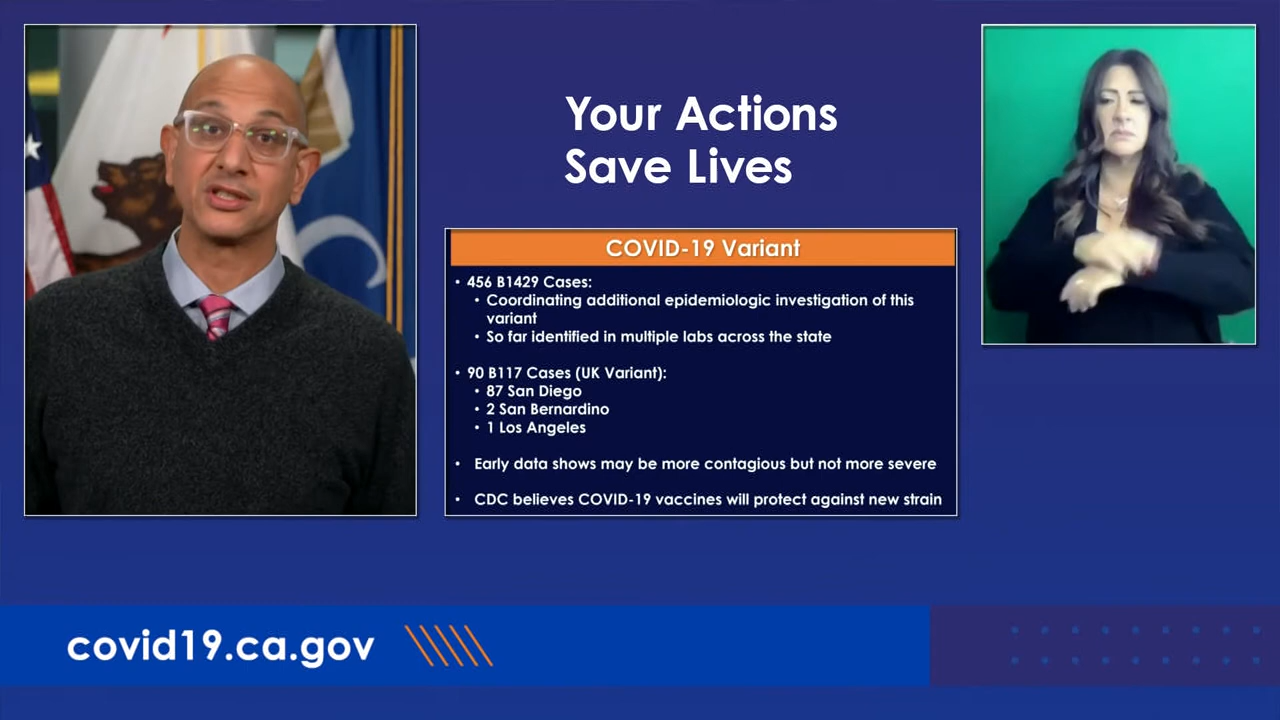 Your Actions
Save Lives
COVID-19 Variant
• 456 B1429 Cases:
• Coordinating additional epidemiologic investigation of this
variant
• So far identified in multiple labs across the state
• 90 B117 Cases (UK Variant):
• 87 San Diego
• 2 San Bernardino
• 1 Los Angeles
• Early data shows may be more contagious but not more severe
• CDC believes COVID-19 vaccines will protect against new strain
covid19.ca.gov